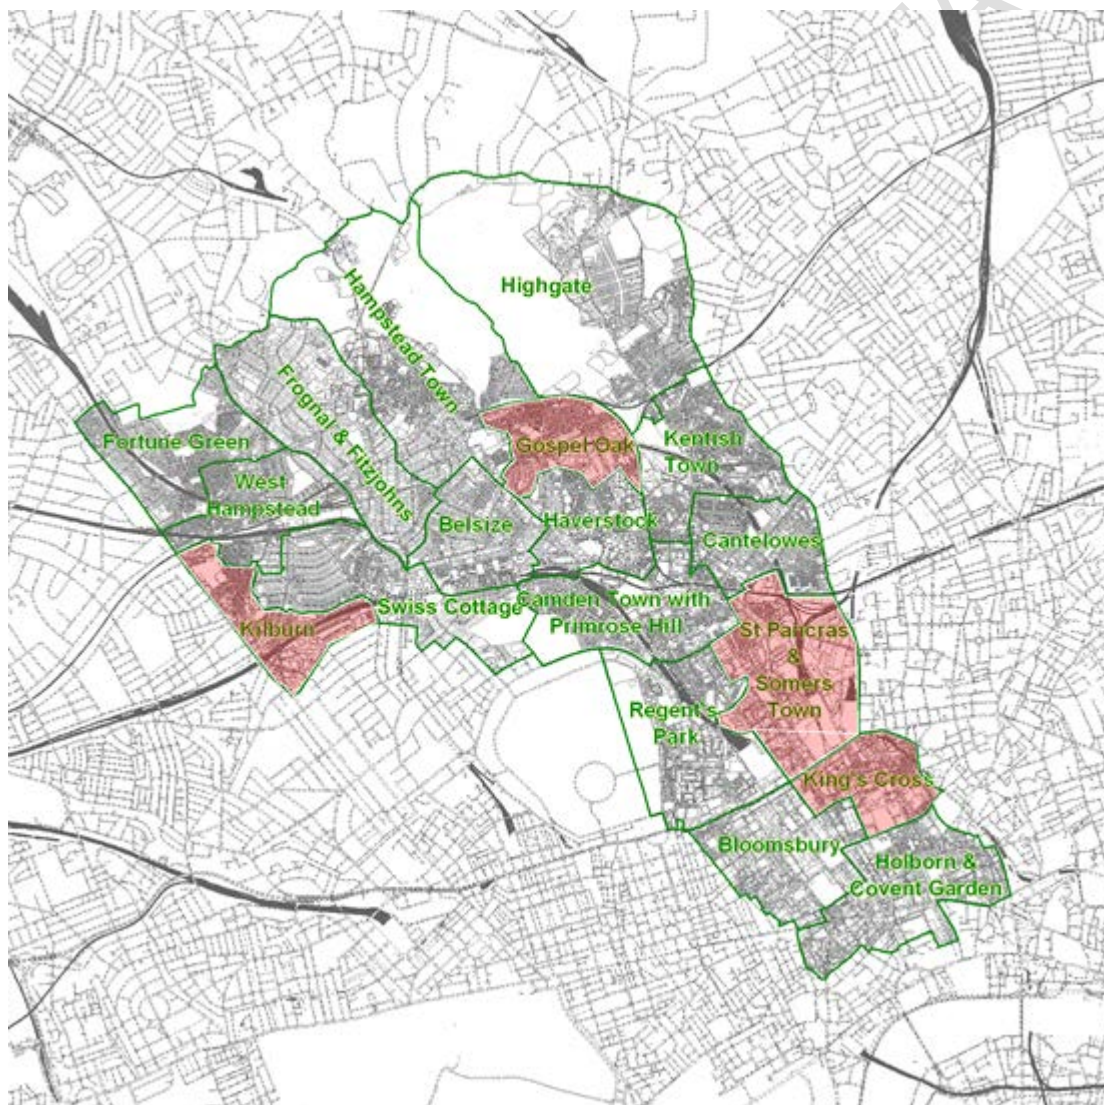 Highgate
Hampstead Town
Frognal & Fitzjohns
Fortune Green
Gospel Oak
Kentish
Town
West
Hampstead
Belsize
Haverstock
Cantelowes
Kilburn
Swiss Cottage
Camden Town with
Primrose Hill
St Pancras
&
Somers
Town
Regent's
Park
King's Cross
Bloomsbury
Holborn &
Covent Garden